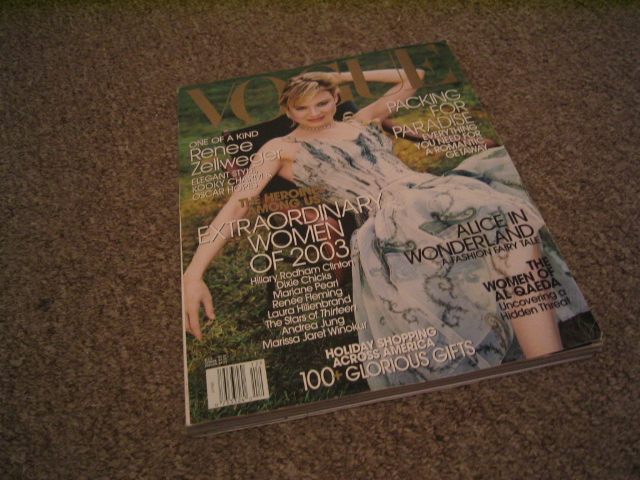 VOGUE
ONE OF A KIND
Renée
Zellweger
ELEGANT STYLE
KOOKY CHARM
OSCAR HOPES
PACKING
FOR
PARADISE
EVERYTHING
YOU NEED FOR
A ROMANTIC
GETAWAY
THE HEROINES
AMONG US
EXTRAORDINARY
WOMEN
OF 2003
Hillary Rodham Clinton
Dixie Chicks
Mariane Pearl
Renée Fleming
Laura Hillenbrand
The Stars of Thirteen
Andrea Jung
Marissa Jaret Winokur
ALICE IN
WONDERLAND
A FASHION FAIRY TALE
THE
WOMEN OF
AL QAEDA
Uncovering a
Hidden Threat
HOLIDAY SHOPPING
ACROSS AMERICA
100+ GLORIOUS GIFTS